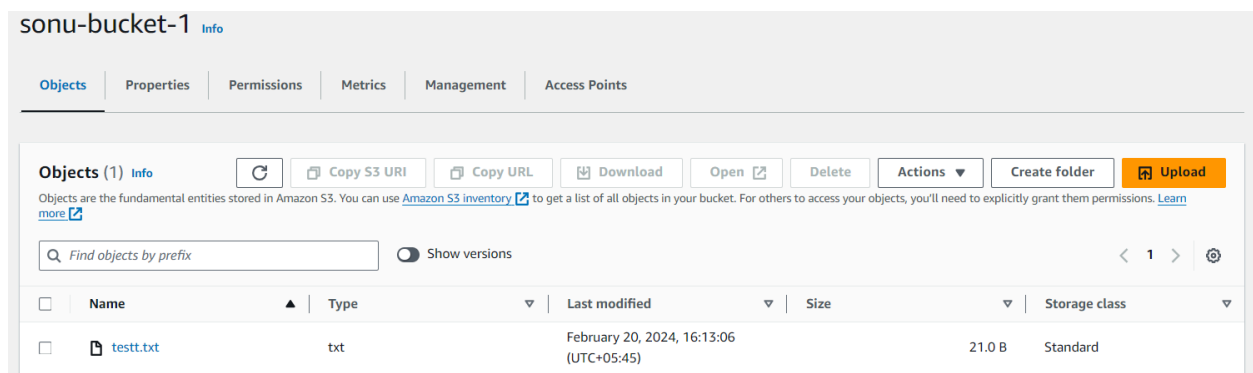 sonu-bucket-1 Info
Objects Properties Permissions Metrics Management Access Points
Objects (1) Info Copy S3 URI Copy URL Download Open Delete Actions Create folder Upload
Objects are the fundamental entities stored in Amazon S3. You can use Amazon S3 inventory to get a list of all objects in your bucket. For others to access your objects, you'll need to explicitly grant them permissions. Learn
more
Find objects by prefix Show versions 1
Name Type Last modified Size Storage class
testt.txt txt February 20, 2024, 16:13:06 21.0 B Standard
(UTC+05:45)